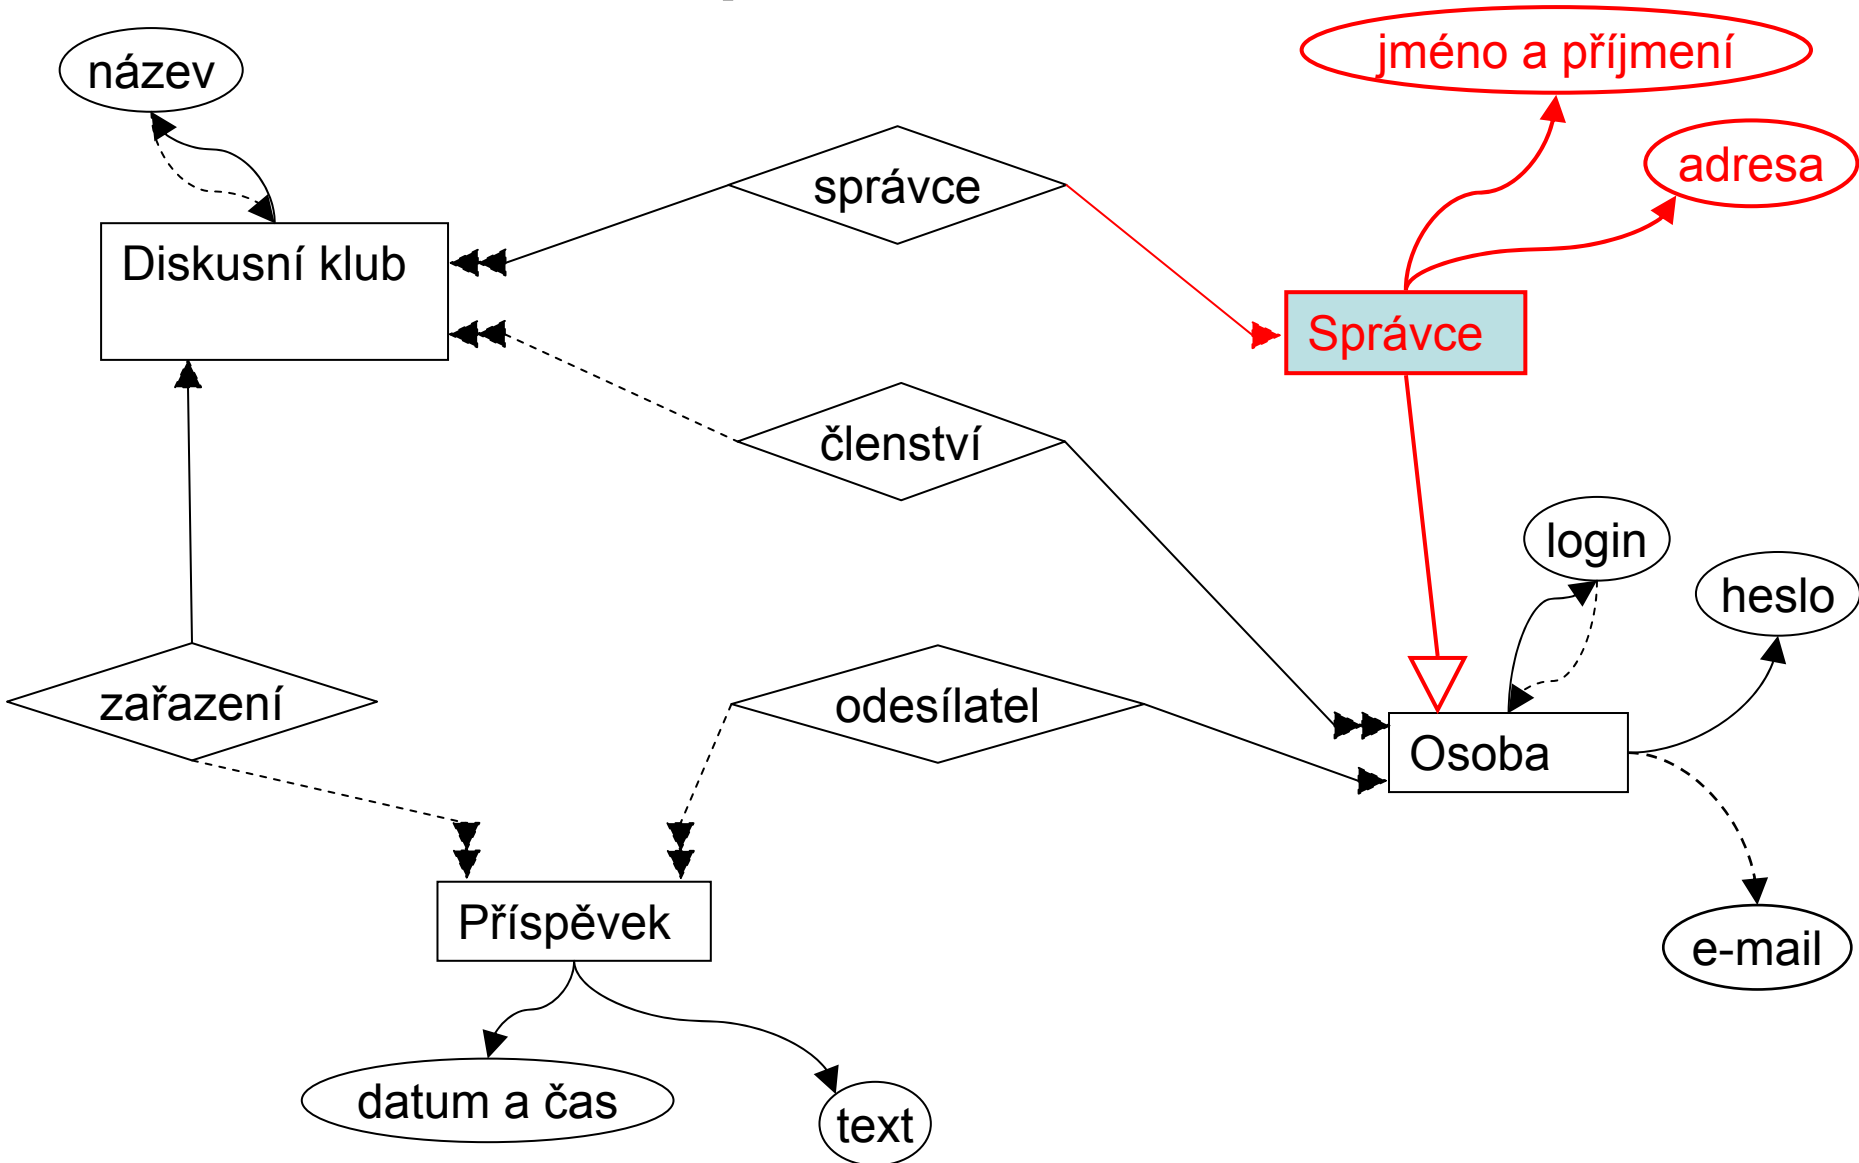 jméno a příjmení
název
adresa
správce
Diskusní klub
Správce
členství
login
heslo
zařazení
odesílatel
Osoba
Příspěvek
e-mail
datum a čas
text